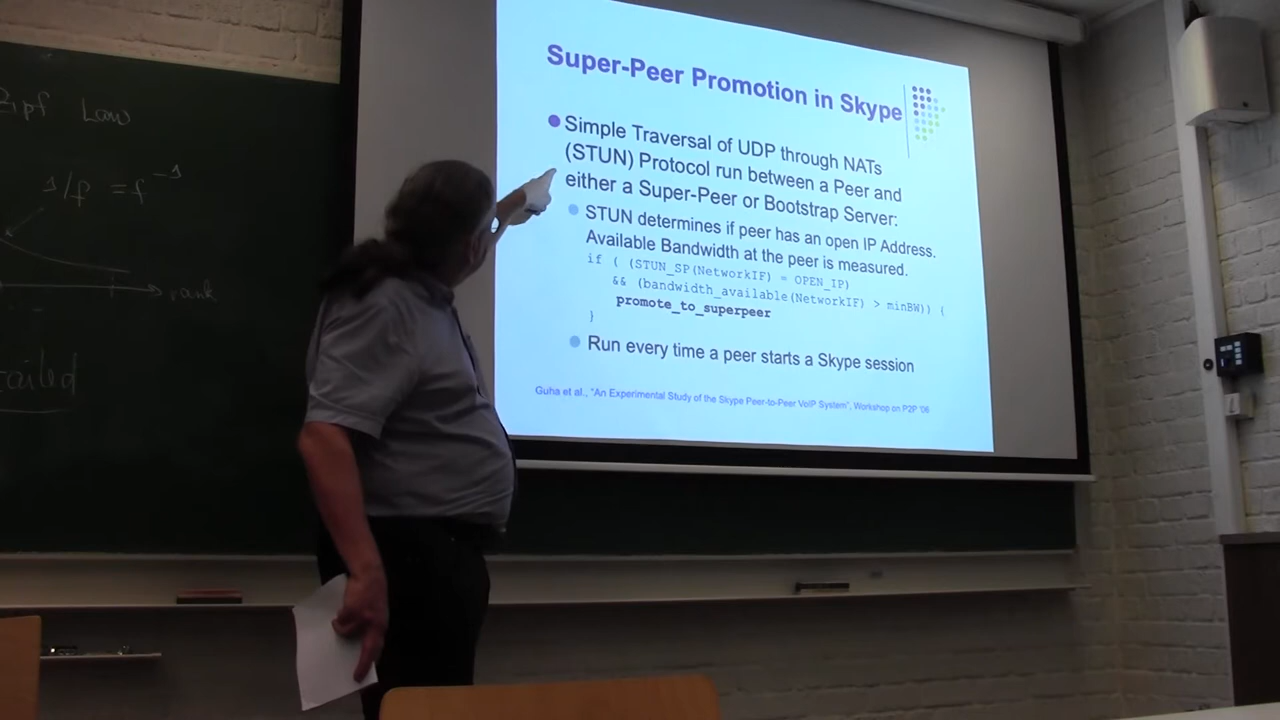 Zipf Law
1/f = f^-1
rank
tailed
Super-Peer Promotion in Skype
Simple Traversal of UDP through NATs
(STUN) Protocol run between a Peer and
either a Super-Peer or Bootstrap Server:
STUN determines if peer has an open IP Address.
Available Bandwidth at the peer is measured.
if ( (STUN_SP(NetworkIF) = OPEN_IP)
&& (bandwidth_available(NetworkIF) > minBW)) {
promote_to_superpeer
}
Run every time a peer starts a Skype session
Guha et al., "An Experimental Study of the Skype Peer-to-Peer VoIP System", Workshop on P2P '06